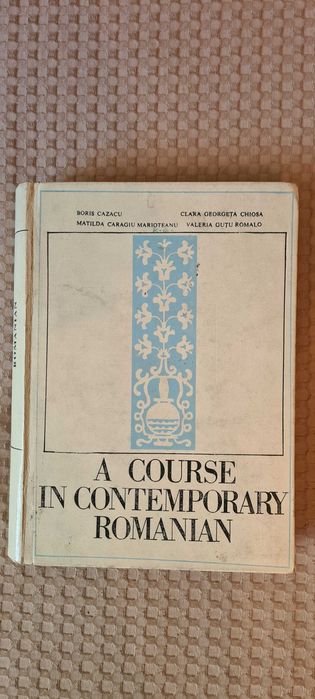 BORIS CAZACU CLARA GEORGETA CHIOSA
MATILDA CARAGIU MARIOȚEANU VALERIA GUȚU ROMALO
A COURSE
IN CONTEMPORARY
ROMANIAN
ROMANIAN